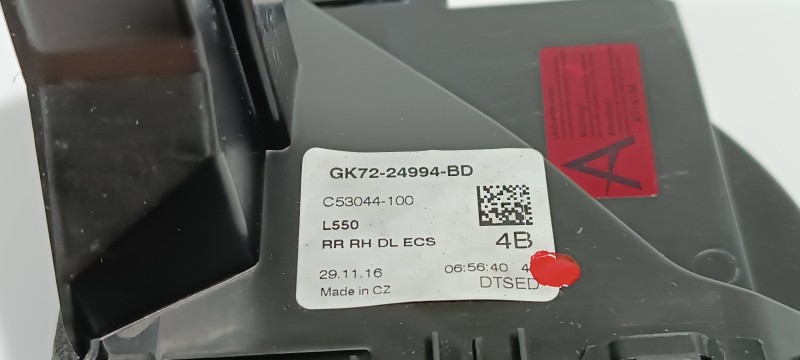 GK72-24994-BD
C53044-100
L550
RR RH DL ECS
4B
29.11.16
06:56:40
Made in CZ
DTSED
A